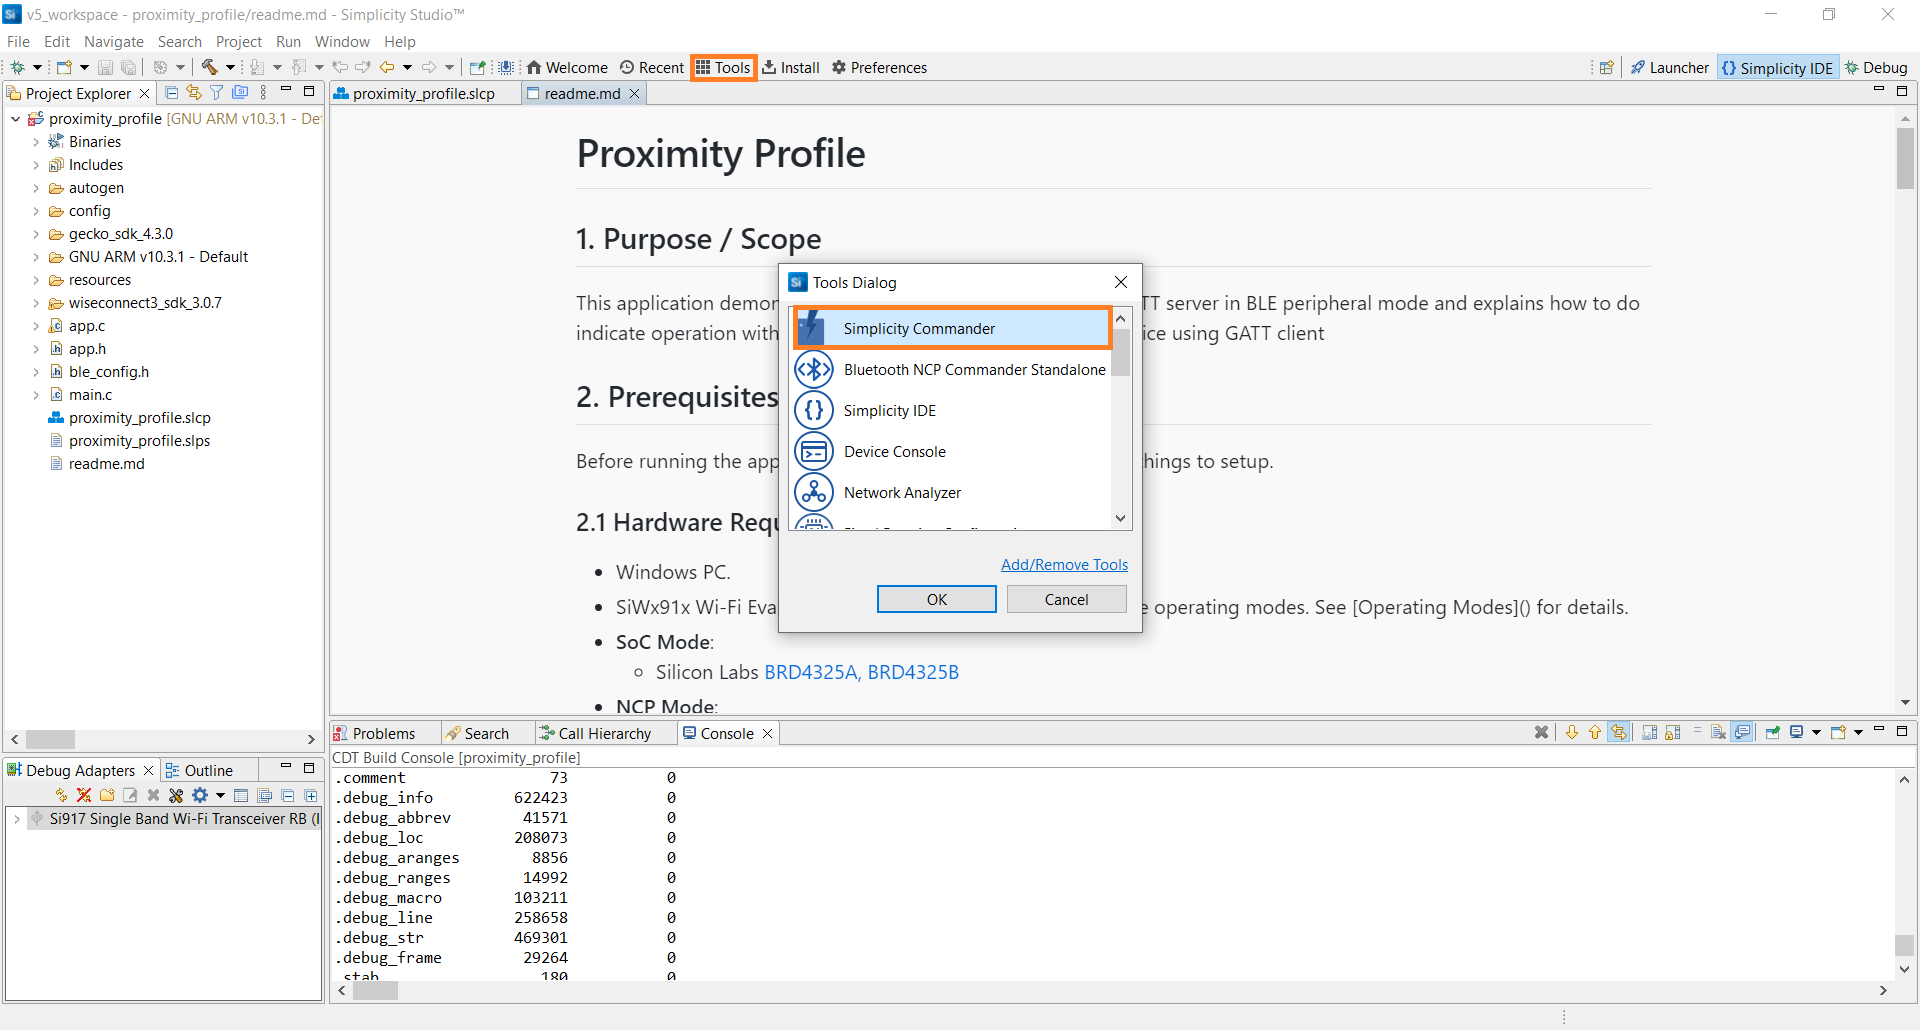 v5_workspace - proximity_profile/readme.md - Simplicity Studio™
File Edit Navigate Search Project Run Window Help
Welcome Recent Tools Install Preferences Launcher {} Simplicity IDE Debug
Project Explorer
proximity_profile [GNU ARM v10.3.1 - De
Binaries
Includes
autogen
config
gecko_sdk_4.3.0
GNU ARM v10.3.1 - Default
resources
wiseconnect3_sdk_3.0.7
app.c
app.h
ble_config.h
main.c
proximity_profile.slcp
proximity_profile.slps
readme.md
Debug Adapters Outline
Si917 Single Band Wi-Fi Transceiver RB (I
proximity_profile.slcp readme.md
Proximity Profile
1. Purpose / Scope
This application demon TT server in BLE peripheral mode and explains how to do
indicate operation with ice using GATT client
2. Prerequisites
Before running the app hings to setup.
2.1 Hardware Requ
• Windows PC.
• SiWx91x Wi-Fi Eva e operating modes. See [Operating Modes]() for details.
• SoC Mode:
Silicon Labs BRD4325A, BRD4325B
• NCP Mode:
Tools Dialog
Simplicity Commander
Bluetooth NCP Commander Standalone
Simplicity IDE
Device Console
Network Analyzer
Add/Remove Tools
OK Cancel
Problems Search Call Hierarchy Console
CDT Build Console [proximity_profile]
.comment 73 0
.debug_info 622423 0
.debug_abbrev 41571 0
.debug_loc 208073 0
.debug_aranges 8856 0
.debug_ranges 14992 0
.debug_macro 103211 0
.debug_line 258658 0
.debug_str 469301 0
.debug_frame 29264 0
.stab 180 0